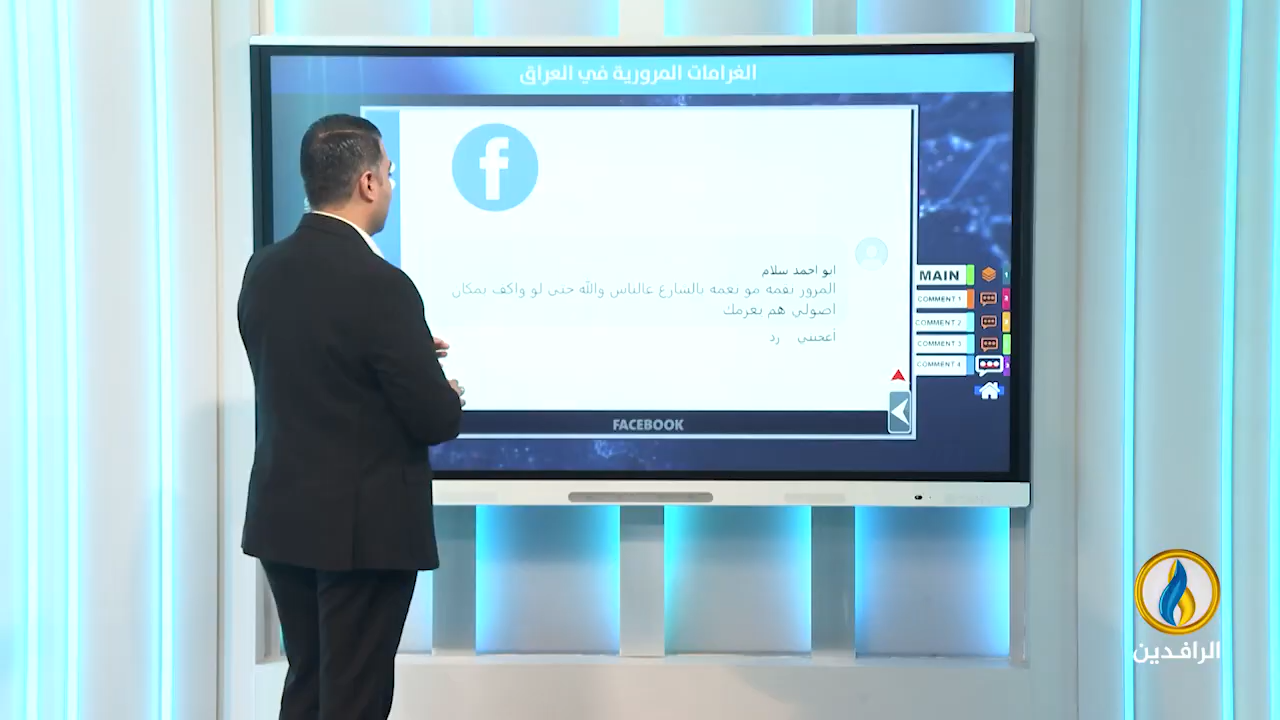 الغرامات المرورية في العراق
ابو احمد سلام
المرور نقمه مو نعمه بالشارع عالناس والله حتى لو واكف بمكان
اصولي هم يغرمك
أعجبني رد
FACEBOOK
MAIN
COMMENT 1
COMMENT 2
COMMENT 3
COMMENT 4
الرافدين